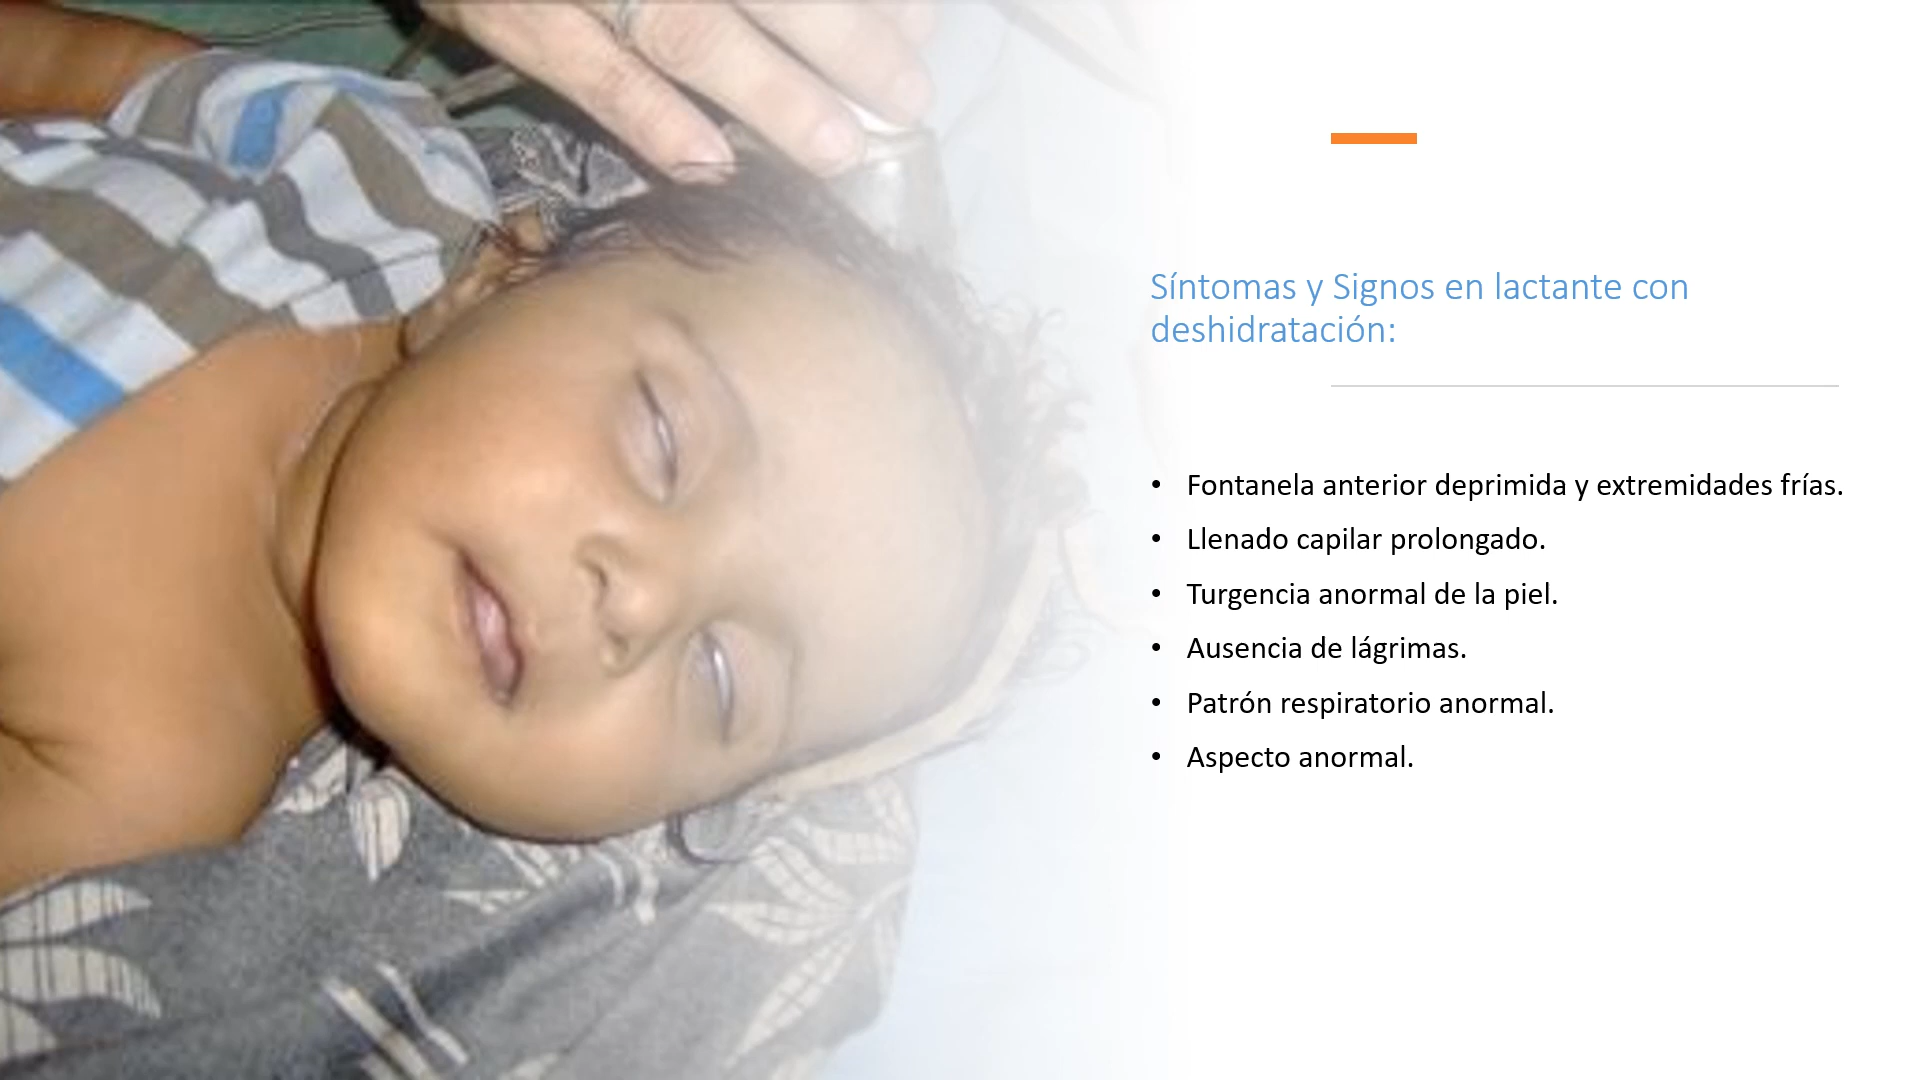 Síntomas y Signos en lactante con
deshidratación:
• Fontanela anterior deprimida y extremidades frías.
• Llenado capilar prolongado.
• Turgencia anormal de la piel.
• Ausencia de lágrimas.
• Patrón respiratorio anormal.
• Aspecto anormal.